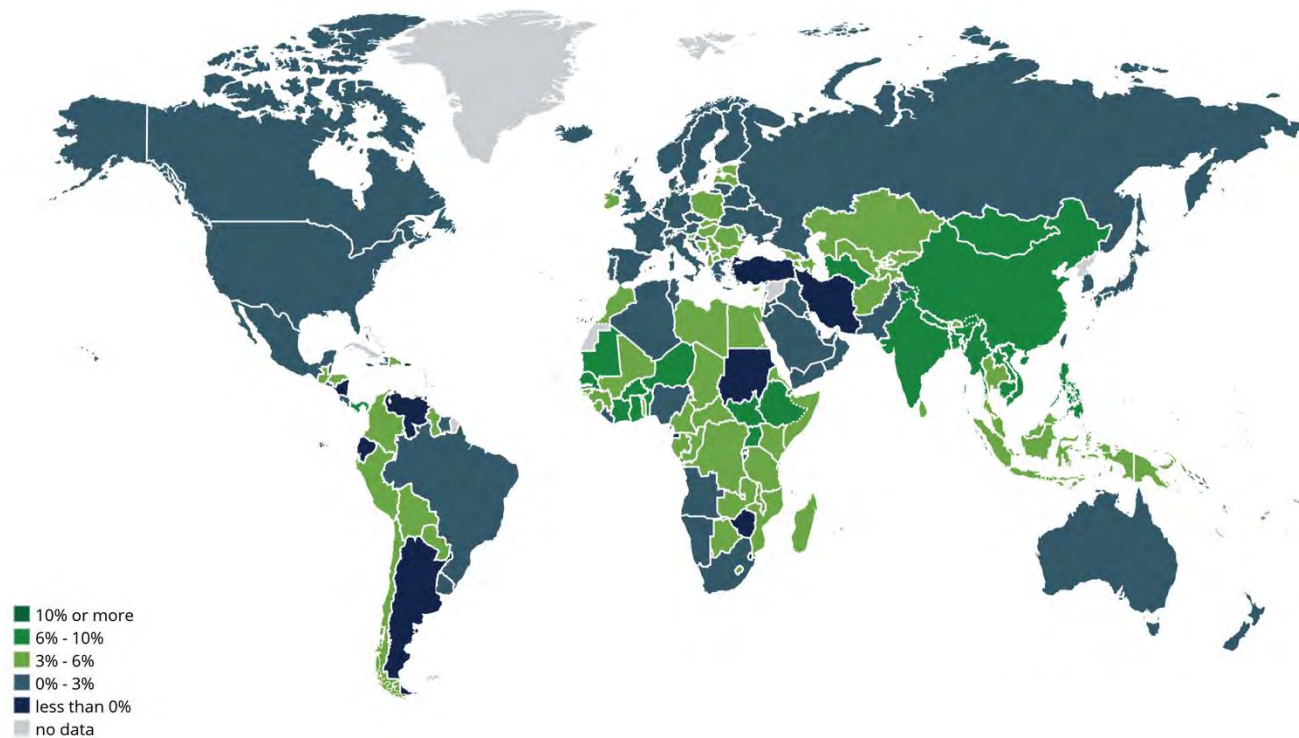 10% or more
6% - 10%
3% - 6%
0% - 3%
less than 0%
no data